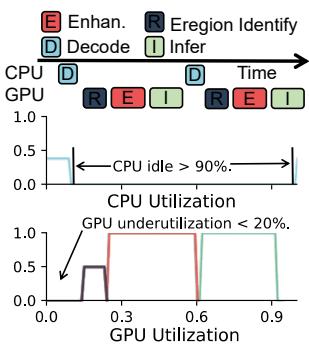 E Enhan. R Eregion Identify
D Decode I Infer
CPU D D Time
GPU R E I R E I
1.0
0.5
CPU idle > 90%.
0.0
CPU Utilization
GPU underutilization < 20%.
1.0
0.5
0.0
0.0 0.3 0.6 0.9
GPU Utilization